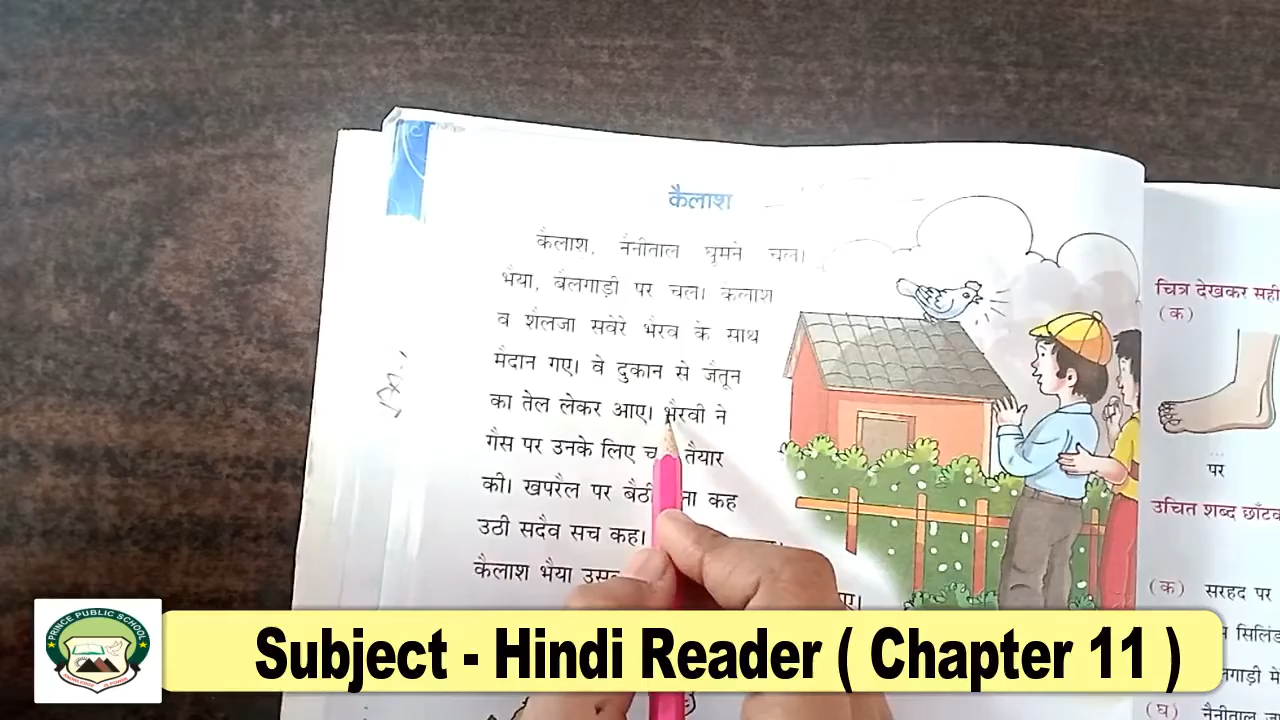 कैलाश
कैलाश, नैनीताल घूमने चल।
भैया, बैलगाड़ी पर चल। कैलाश
व शैलजा सवेरे भैरव के साथ
मैदान गए। वे दुकान से जैतून
का तेल लेकर आए। भैरवी ने
गैस पर उनके लिए तैयार
की। खपरैल पर बैठी कह
उठी सदैव सच कह।
कैलाश भैया
चित्र देखकर सही
(क)
पर
उचित शब्द
(क) सरहद पर
(घ) नैनीताल
PRINCE PUBLIC SCHOOL
Subject - Hindi Reader ( Chapter 11 )